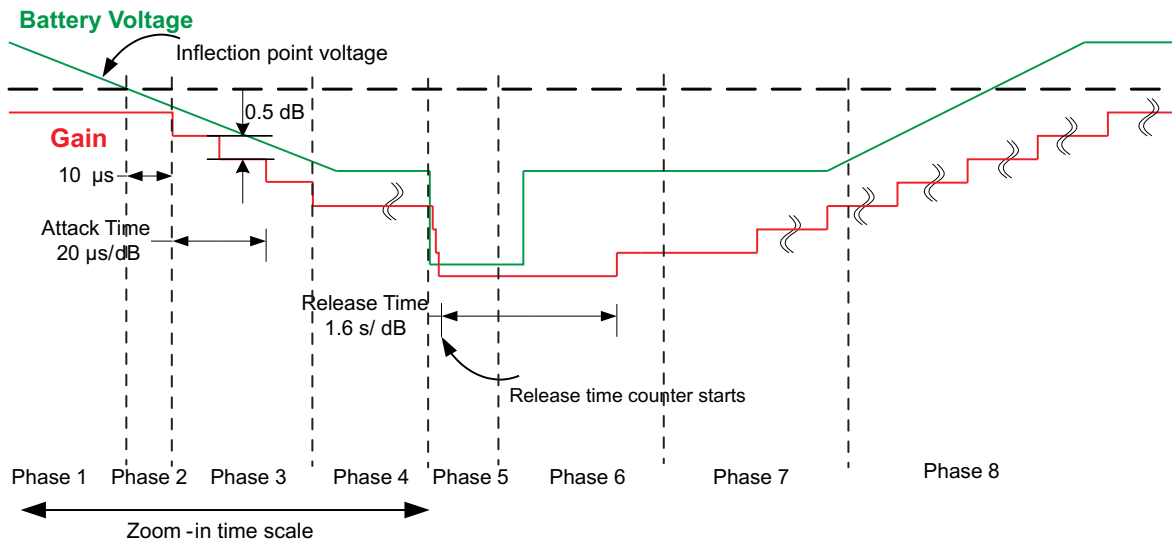 Battery Voltage
Inflection point voltage
0.5 dB
Gain
10 µs
Attack Time
20 µs/dB
Release Time
1.6 s/ dB
Release time counter starts
Phase 1
Phase 2
Phase 3
Phase 4
Phase 5
Phase 6
Phase 7
Phase 8
Zoom -in time scale